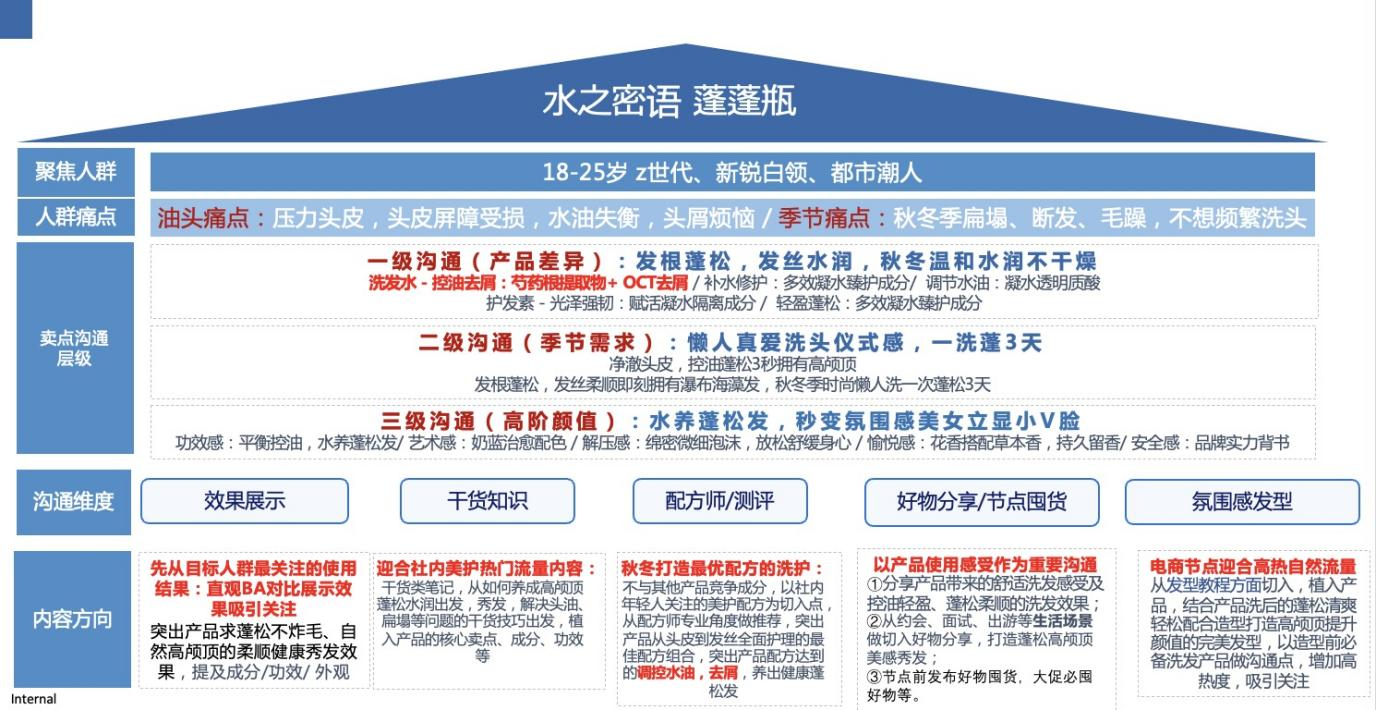 水之密语 蓬蓬瓶
聚焦人群
18-25岁 z世代、新锐白领、都市潮人
人群痛点
油头痛点：压力头皮，头皮屏障受损，水油失衡，头屑烦恼 / 季节痛点：秋冬季扁塌、断发、毛躁，不想频繁洗头
卖点沟通
层级
一级沟通（产品差异）：发根蓬松，发丝水润，秋冬温和水润不干燥
洗发水 - 控油去屑：芍药根提取物+ OCT去屑 / 补水修护：多效凝水臻护成分/ 调节水油：凝水透明质酸
护发素 - 光泽强韧：赋活凝水隔离成分 / 轻盈蓬松：多效凝水臻护成分
二级沟通（季节需求）：懒人真爱洗头仪式感，一洗蓬3天
净澈头皮，控油蓬松3秒拥有高颅顶
发根蓬松，发丝柔顺即刻拥有瀑布海藻发，秋冬季时尚懒人洗一次蓬松3天
三级沟通（高阶颜值）：水养蓬松发，秒变氛围感美女立显小V脸
功效感：平衡控油，水养蓬松发/ 艺术感：奶蓝治愈配色 / 解压感：绵密微细泡沫，放松舒缓身心 / 愉悦感：花香搭配草本香，持久留香/ 安全感：品牌实力背书
沟通维度
效果展示
干货知识
配方师/测评
好物分享/节点囤货
氛围感发型
内容方向
先从目标人群最关注的使用
结果：直观BA对比展示效
果吸引关注
突出产品求蓬松不炸毛、自
然高颅顶的柔顺健康秀发效
果，提及成分/功效/ 外观
迎合社内美护热门流量内容：
干货类笔记，从如何养成高颅顶
蓬松水润出发，秀发，解决头油、
扁塌等问题的干货技巧出发，植
入产品的核心卖点、成分、功效
等
秋冬打造最优配方的洗护：
不与其他产品竞争成分，以社内
年轻人关注的美护配方为切入点，
从配方师专业角度做推荐，突出
产品从头皮到发丝全面护理的最
佳配方组合，突出产品配方达到
的调控水油，去屑，养出健康蓬
松发
以产品使用感受作为重要沟通
①分享产品带来的舒适洗发感受及
控油轻盈、蓬松柔顺的洗发效果；
②从约会、面试、出游等生活场景
做切入好物分享，打造蓬松高颅顶
美感秀发；
③节点前发布好物囤货，大促必囤
好物等。
电商节点迎合高热自然流量
从发型教程方面切入，植入产
品，结合产品洗后的蓬松清爽
轻松配合造型打造高颅顶提升
颜值的完美发型，以造型前必
备洗发产品做沟通点，增加高
热度，吸引关注
Internal